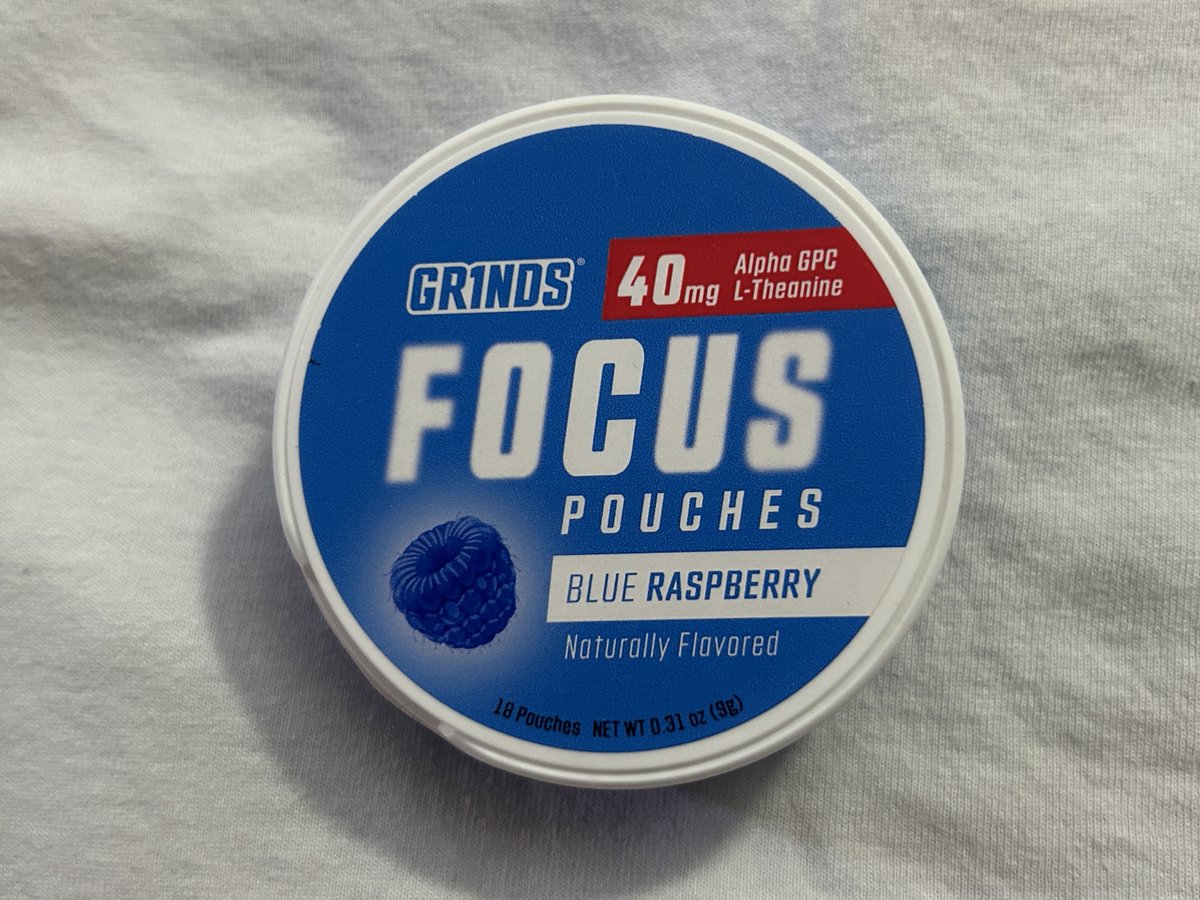 GR1NDS®
40mg Alpha GPC
L-Theanine
FOCUS
POUCHES
BLUE RASPBERRY
Naturally Flavored
18 Pouches NET WT 0.31 oz (9g)